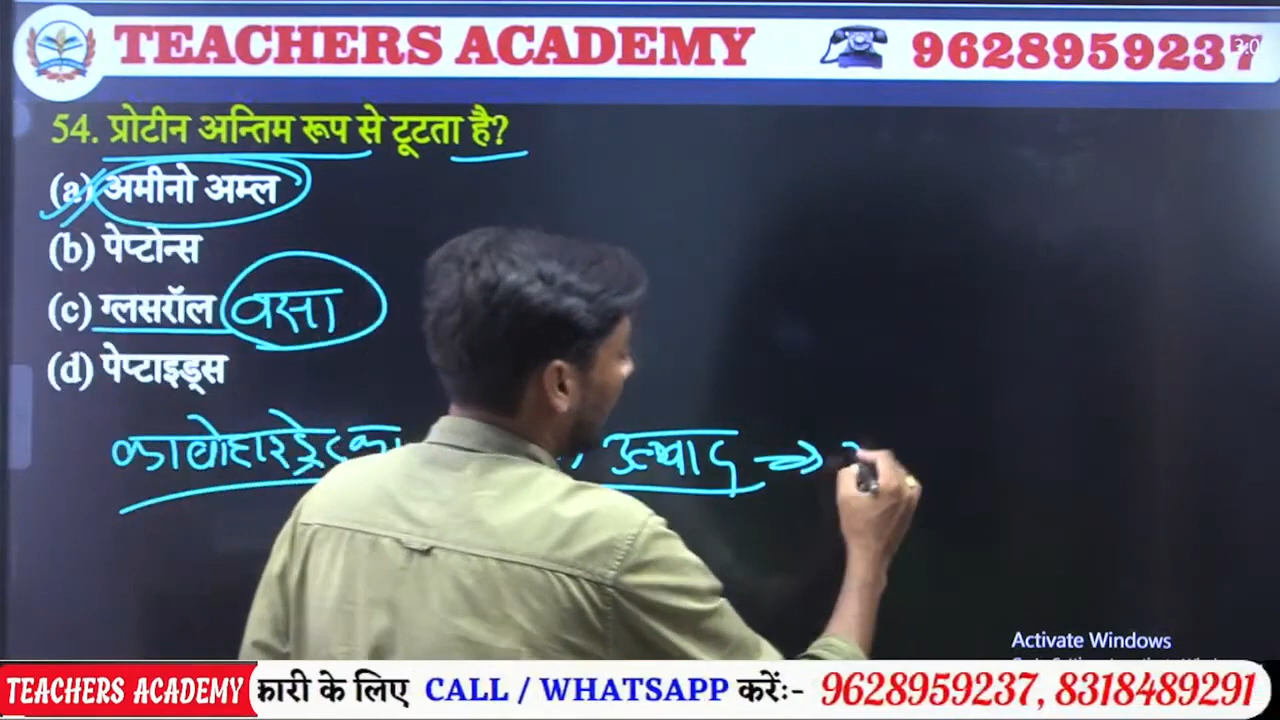 TEACHERS ACADEMY
9628959237
54. प्रोटीन अन्तिम रूप से टूटता है?
(a) अमीनो अम्ल
(b) पेप्टोन्स
(c) ग्लसरॉल वसा
(d) पेप्टाइड्स
उत्पाद
Activate Windows
TEACHERS ACADEMY कारी के लिए CALL / WHATSAPP करेंः- 9628959237, 8318489291